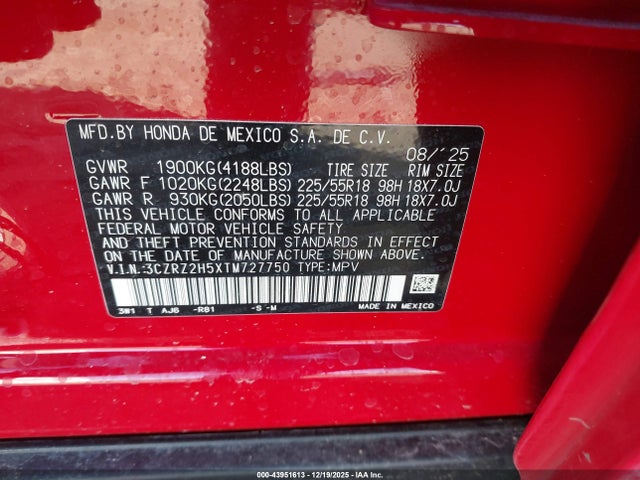 MFD.BY HONDA DE MEXICO S.A. DE C.V.
08/'25
GVWR 1900KG(4188LBS) TIRE SIZE RIM SIZE
GAWR F 1020KG(2248LBS) 225/55R18 98H 18X7.0J
GAWR R 930KG(2050LBS) 225/55R18 98H 18X7.0J
THIS VEHICLE CONFORMS TO ALL APPLICABLE
FEDERAL MOTOR VEHICLE SAFETY
AND THEFT PREVENTION STANDARDS IN EFFECT
ON THE DATE OF MANUFACTURE SHOWN ABOVE.
V.I.N.:3CZRZ2H5XTM727750 TYPE:MPV
3W1 T AJ6 -R81 -S -M MADE IN MEXICO
000-43951613 - 12/19/2025 - IAA Inc.